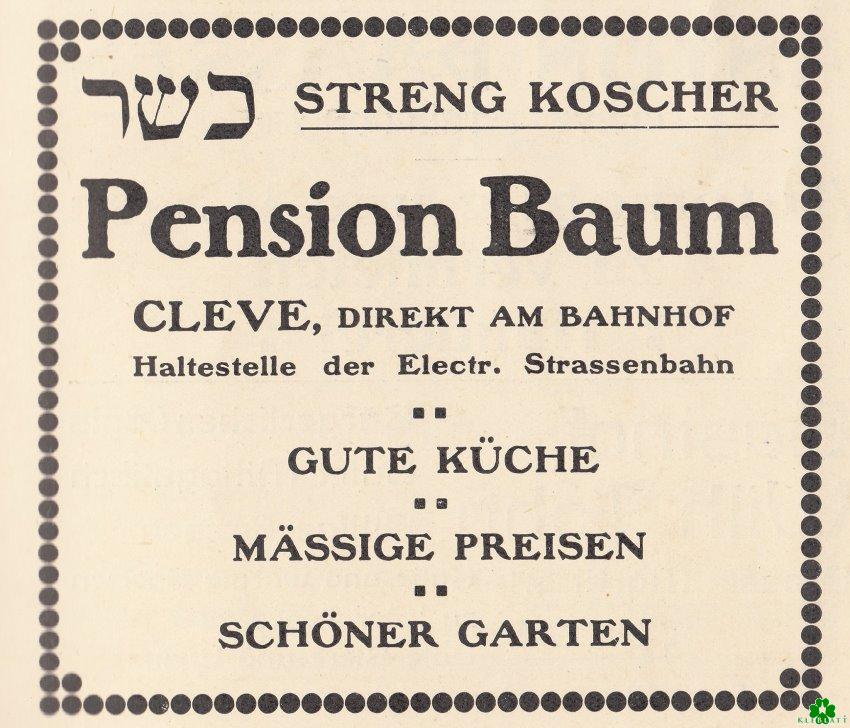 כשר STRENG KOSCHER
Pension Baum
CLEVE, DIREKT AM BAHNHOF
Haltestelle der Electr. Strassenbahn
GUTE KÜCHE
MÄSSIGE PREISEN
SCHÖNER GARTEN
KLEBLATT